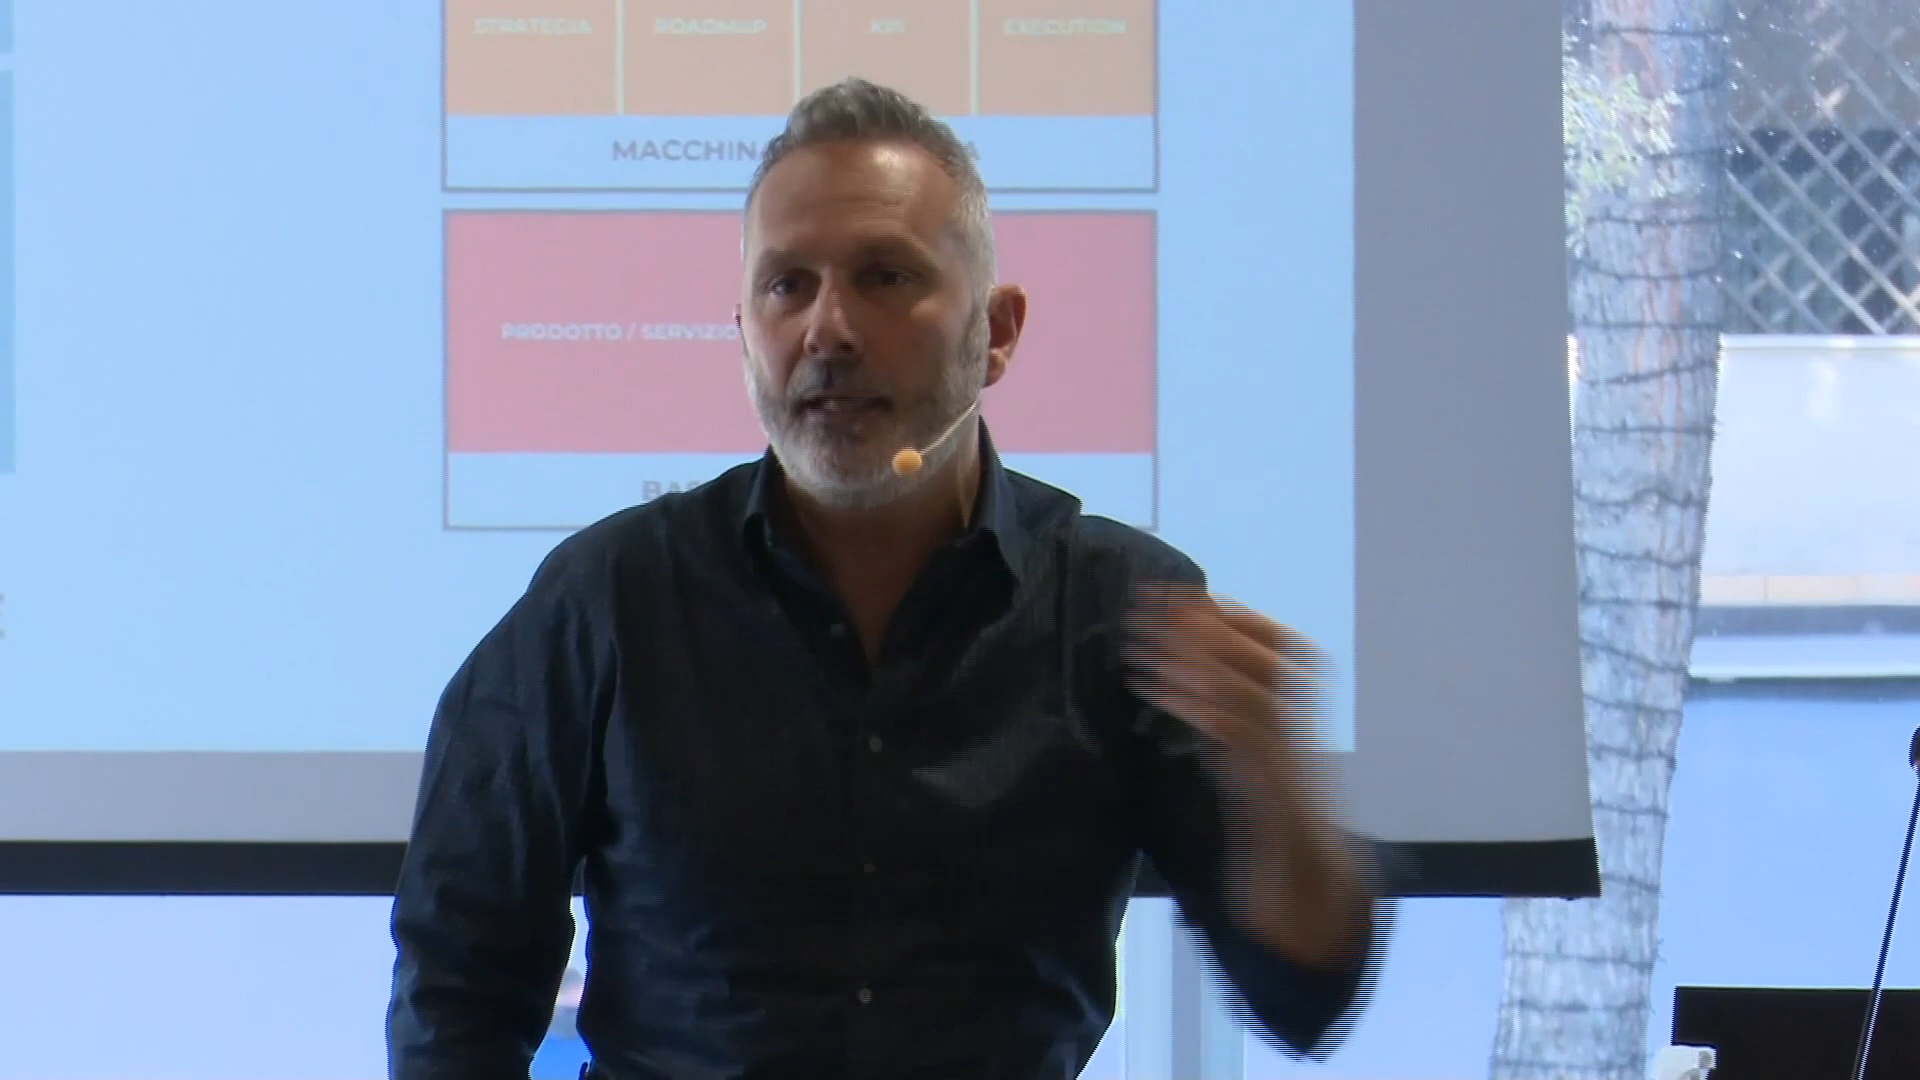 STRATEGIA ROADMAP KPI EXECUTION
MACCHINA
PRODOTTO / SERVIZIO